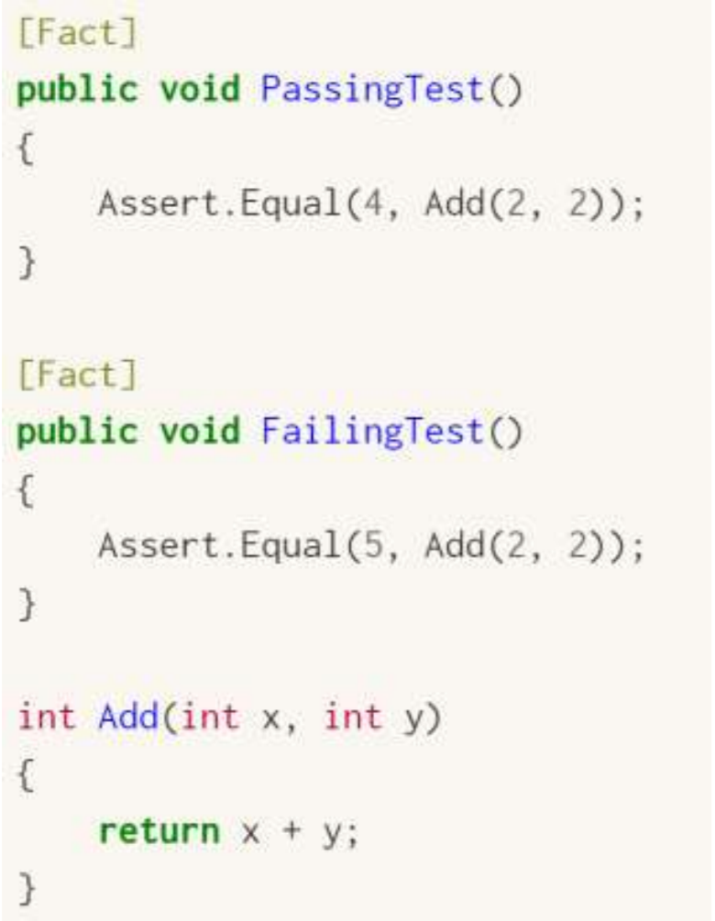 [Fact]
public void PassingTest()
{
    Assert.Equal(4, Add(2, 2));
}
[Fact]
public void FailingTest()
{
    Assert.Equal(5, Add(2, 2));
}
int Add(int x, int y)
{
    return x + y;
}